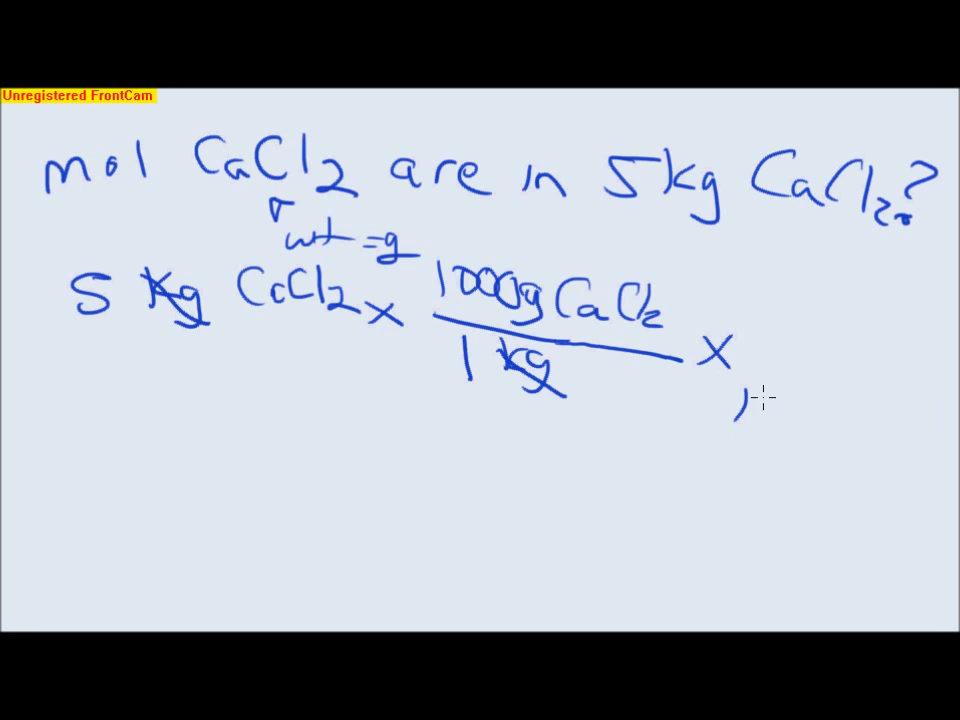 Unregistered FrontCam
mol CaCl2 are in 5kg CaCl2?
wt = g
5 kg CaCl2 x 1000g CaCl2 x
1 kg